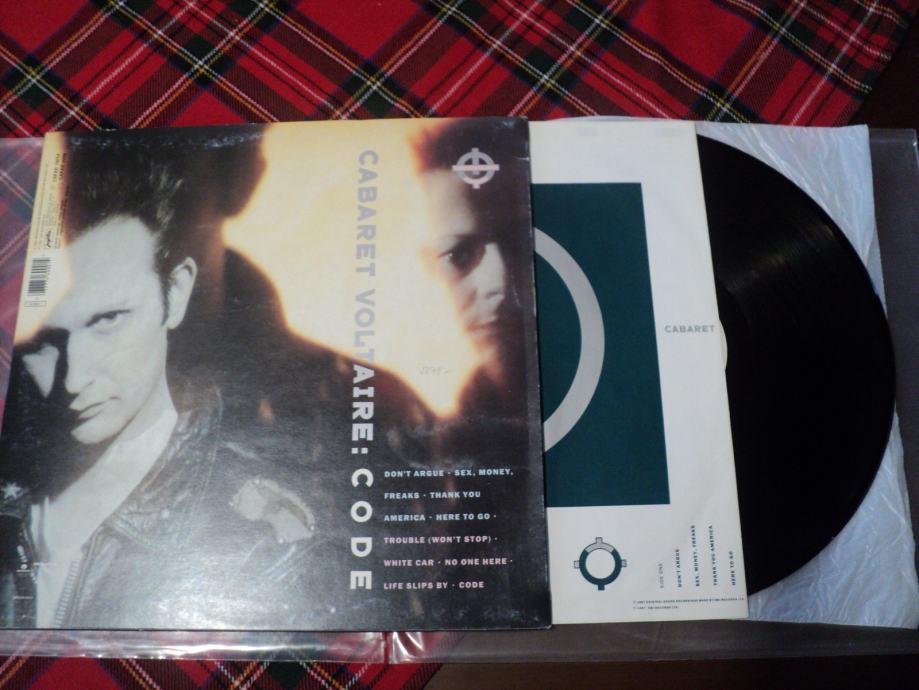 CABARET VOLTAIRE: CODE
DON'T ARGUE · SEX, MONEY,
FREAKS · THANK YOU
AMERICA · HERE TO GO ·
TROUBLE (WON'T STOP) ·
WHITE CAR · NO ONE HERE ·
LIFE SLIPS BY · CODE
CABARET
SIDE ONE
DON'T ARGUE
SEX, MONEY, FREAKS
THANK YOU AMERICA
HERE TO GO